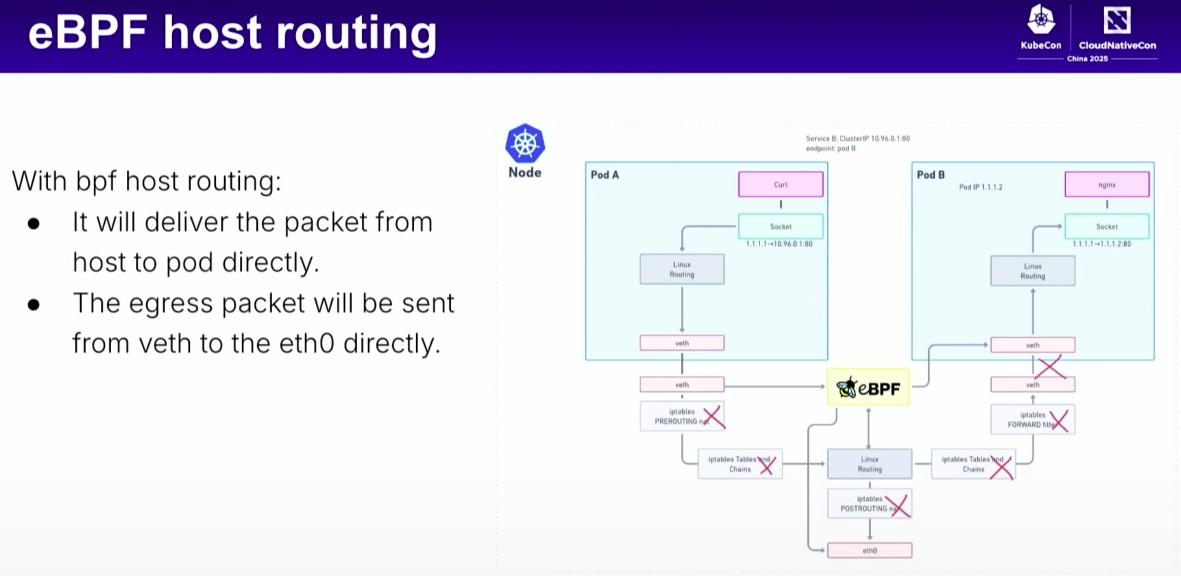 eBPF host routing
KubeCon
CloudNativeCon
China 2025
With bpf host routing:
● It will deliver the packet from
host to pod directly.
● The egress packet will be sent
from veth to the eth0 directly.
Node
Service B: ClusterIP 10.96.0.1:80
endpoint: pod B
Pod A
Curl
Socket
1.1.1.1→10.96.0.1:80
Linux
Routing
veth
veth
iptables
PREROUTING
iptables Tables and
Chains
eBPF
Linux
Routing
iptables
POSTROUTING
eth0
Pod B
Pod IP 1.1.1.2
nginx
Socket
1.1.1.1→1.1.1.2:80
Linux
Routing
veth
veth
iptables
FORWARD
iptables Tables and
Chains